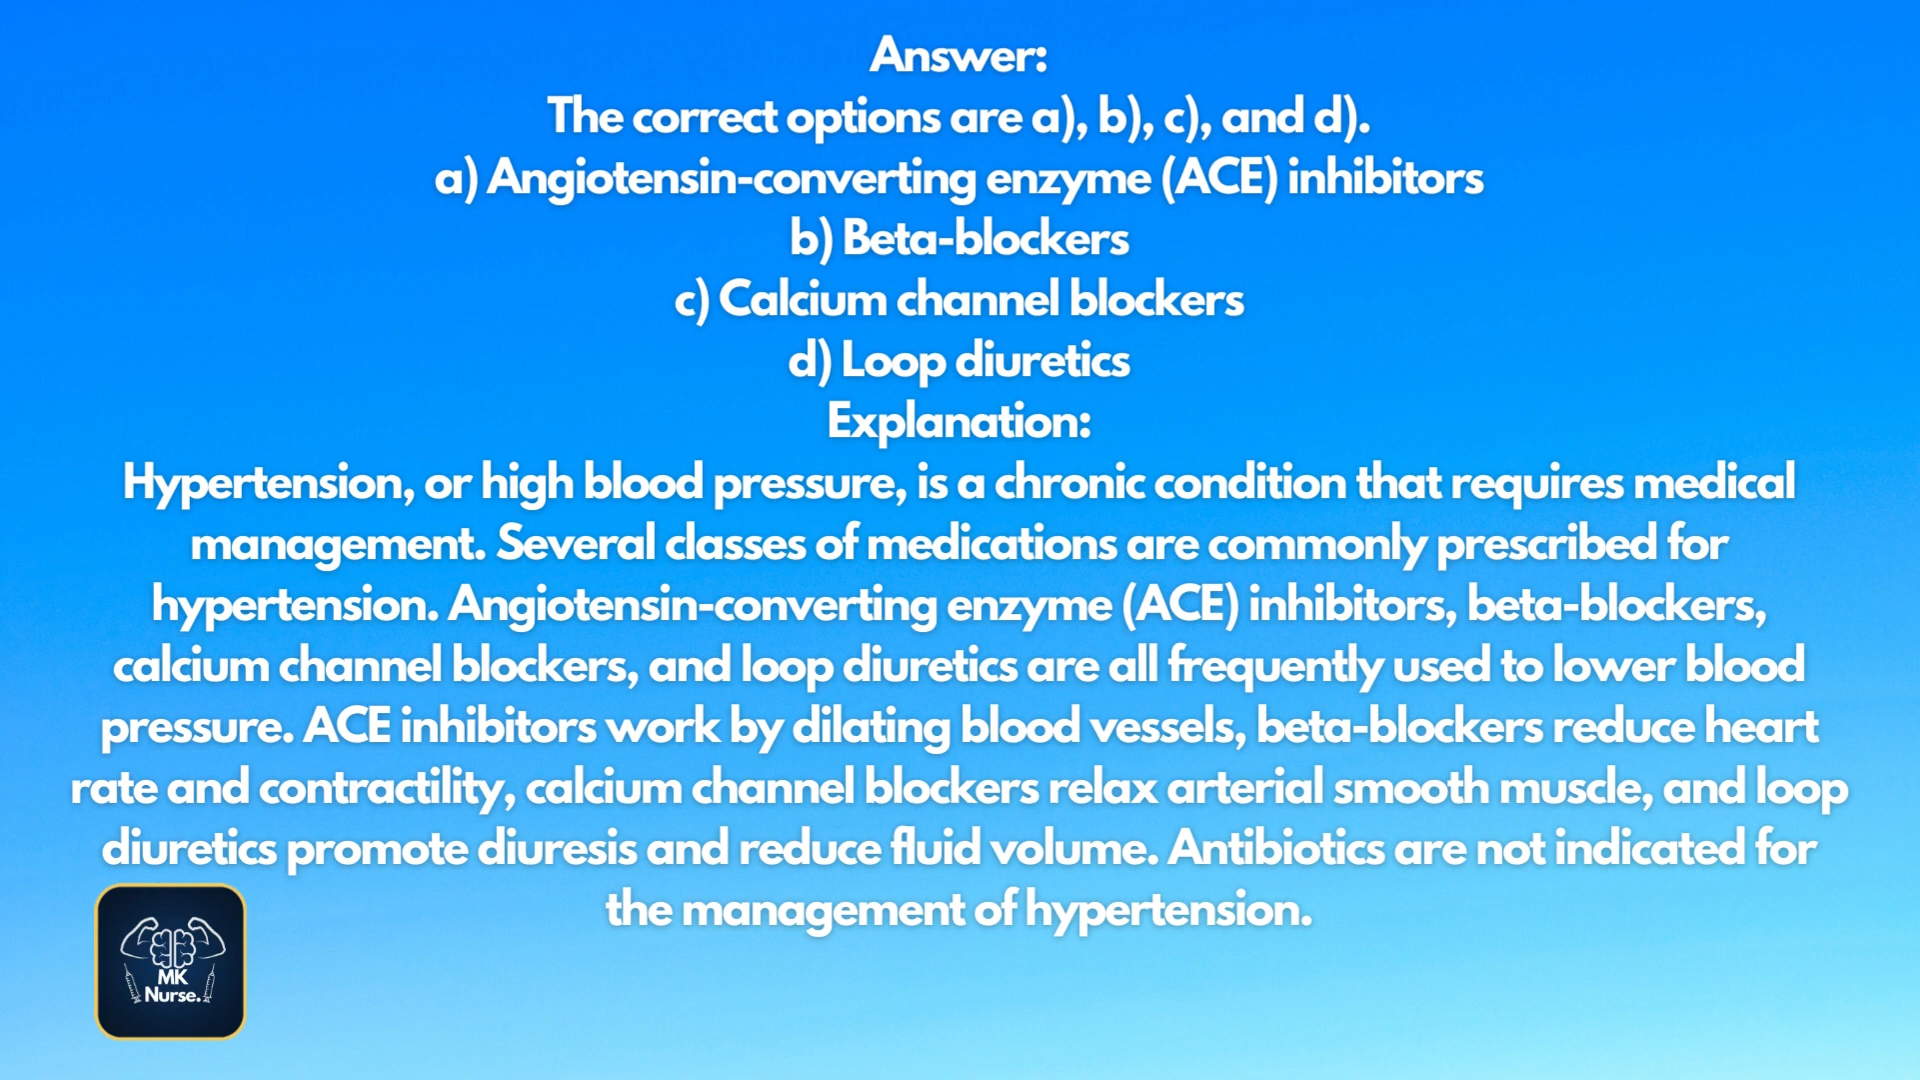 Answer:
The correct options are a), b), c), and d).
a) Angiotensin-converting enzyme (ACE) inhibitors
b) Beta-blockers
c) Calcium channel blockers
d) Loop diuretics
Explanation:
Hypertension, or high blood pressure, is a chronic condition that requires medical
management. Several classes of medications are commonly prescribed for
hypertension. Angiotensin-converting enzyme (ACE) inhibitors, beta-blockers,
calcium channel blockers, and loop diuretics are all frequently used to lower blood
pressure. ACE inhibitors work by dilating blood vessels, beta-blockers reduce heart
rate and contractility, calcium channel blockers relax arterial smooth muscle, and loop
diuretics promote diuresis and reduce fluid volume. Antibiotics are not indicated for
the management of hypertension.
MK
Nurse.